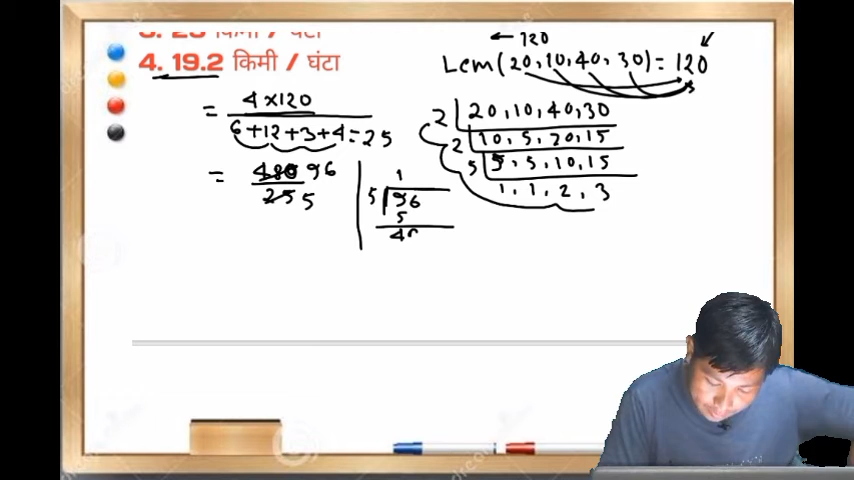 4. 19.2 किमी / घंटा
← 120
Lcm(20,10,40,30) = 120
= 4×120
6+12+3+4 = 25
2 | 20,10,40,30
2 | 10, 5, 20, 15
5 | 5, 5, 10, 15
1, 1, 2, 3
= 480 96
25 5
1
5 | 96
5